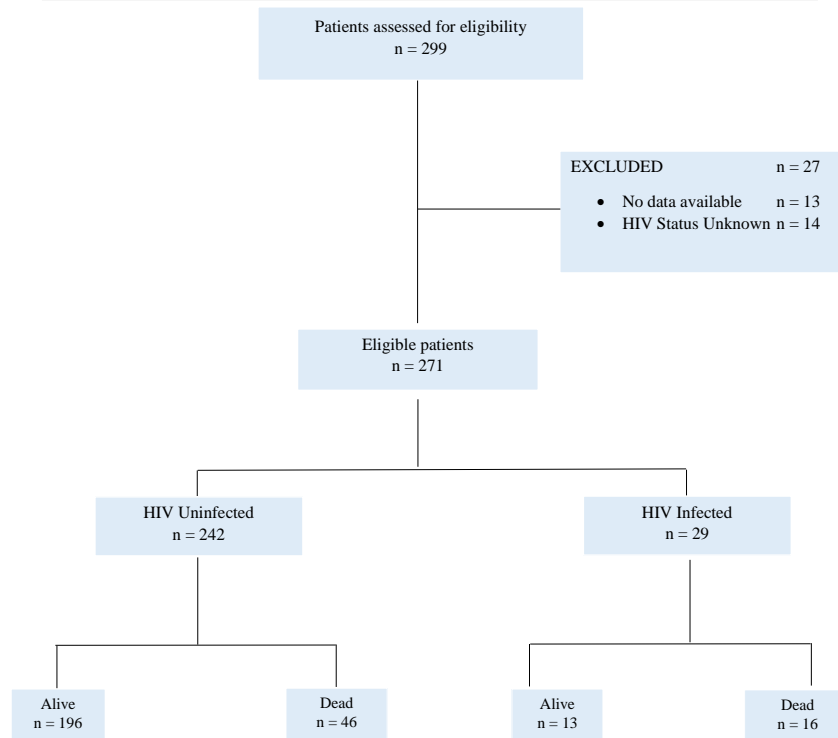 Patients assessed for eligibility
n = 299
EXCLUDED n = 27
• No data available n = 13
• HIV Status Unknown n = 14
Eligible patients
n = 271
HIV Uninfected
n = 242
HIV Infected
n = 29
Alive
n = 196
Dead
n = 46
Alive
n = 13
Dead
n = 16